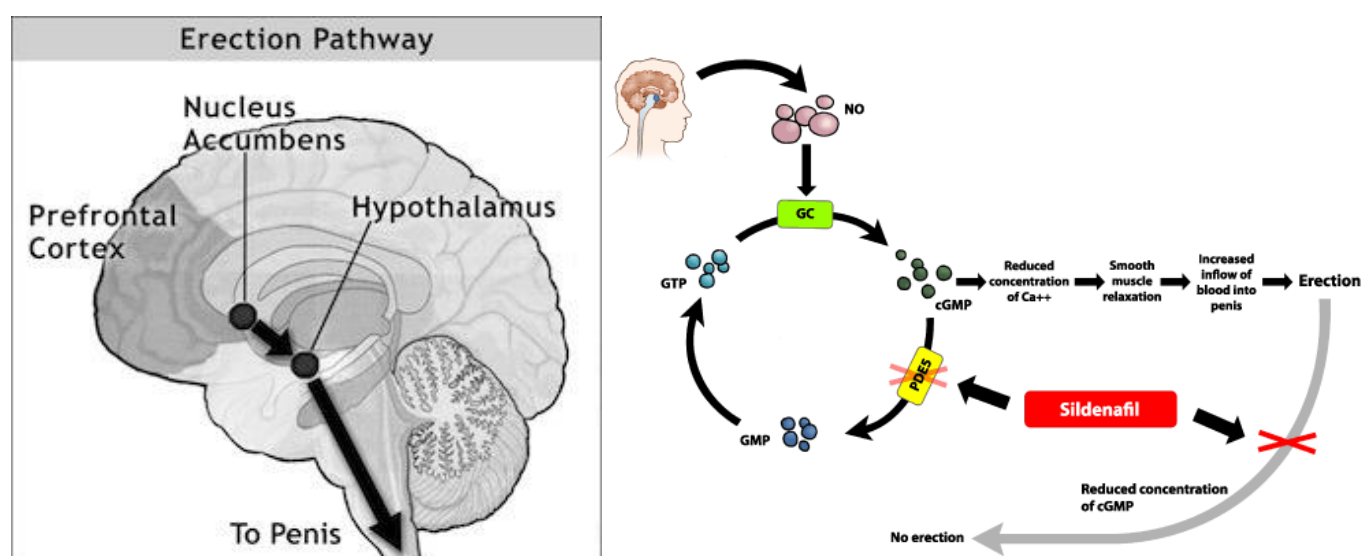 Erection Pathway
Nucleus
Accumbens
Prefrontal
Cortex
Hypothalamus
To Penis
NO
GC
GTP
cGMP
Reduced
concentration
of Ca++
Smooth
muscle
relaxation
Increased
inflow of
blood into
penis
Erection
PDE5
Sildenafil
GMP
Reduced concentration
of cGMP
No erection